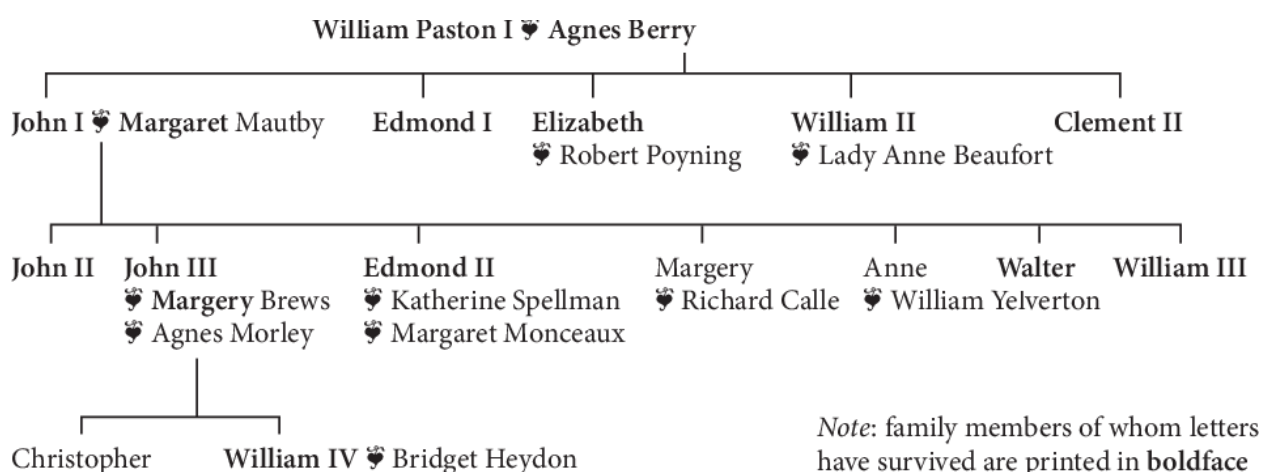 William Paston I ❦ Agnes Berry
John I ❦ Margaret Mautby Edmond I Elizabeth William II Clement II
❦ Robert Poyning ❦ Lady Anne Beaufort
John II John III Edmond II Margery Anne Walter William III
❦ Margery Brews ❦ Katherine Spellman ❦ Richard Calle ❦ William Yelverton
❦ Agnes Morley ❦ Margaret Monceaux
Christopher William IV ❦ Bridget Heydon
Note: family members of whom letters
have survived are printed in boldface